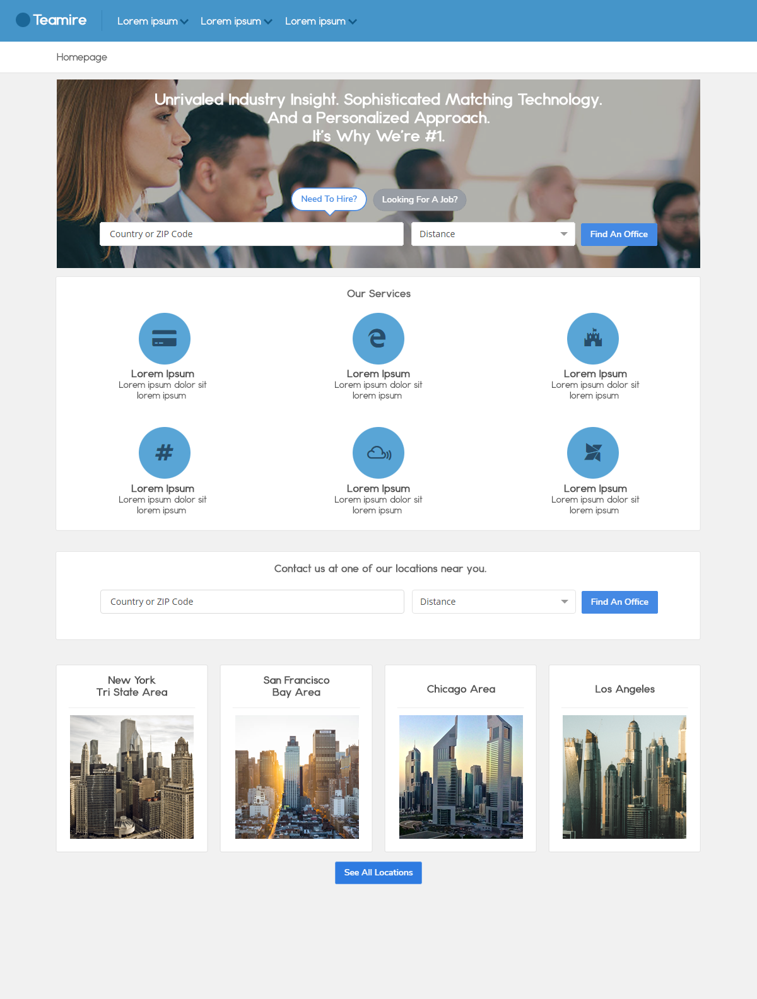 Teamire
Lorem ipsum
Lorem ipsum
Lorem ipsum
Homepage
Unrivaled Industry Insight. Sophisticated Matching Technology.
And a Personalized Approach.
It's Why We're #1.
Need To Hire?
Looking For A Job?
Country or ZIP Code
Distance
Find An Office
Our Services
Lorem Ipsum
Lorem ipsum dolor sit
lorem ipsum
Lorem Ipsum
Lorem ipsum dolor sit
lorem ipsum
Lorem Ipsum
Lorem ipsum dolor sit
lorem ipsum
Lorem Ipsum
Lorem ipsum dolor sit
lorem ipsum
Lorem Ipsum
Lorem ipsum dolor sit
lorem ipsum
Lorem Ipsum
Lorem ipsum dolor sit
lorem ipsum
Contact us at one of our locations near you.
Country or ZIP Code
Distance
Find An Office
New York
Tri State Area
San Francisco
Bay Area
Chicago Area
Los Angeles
See All Locations